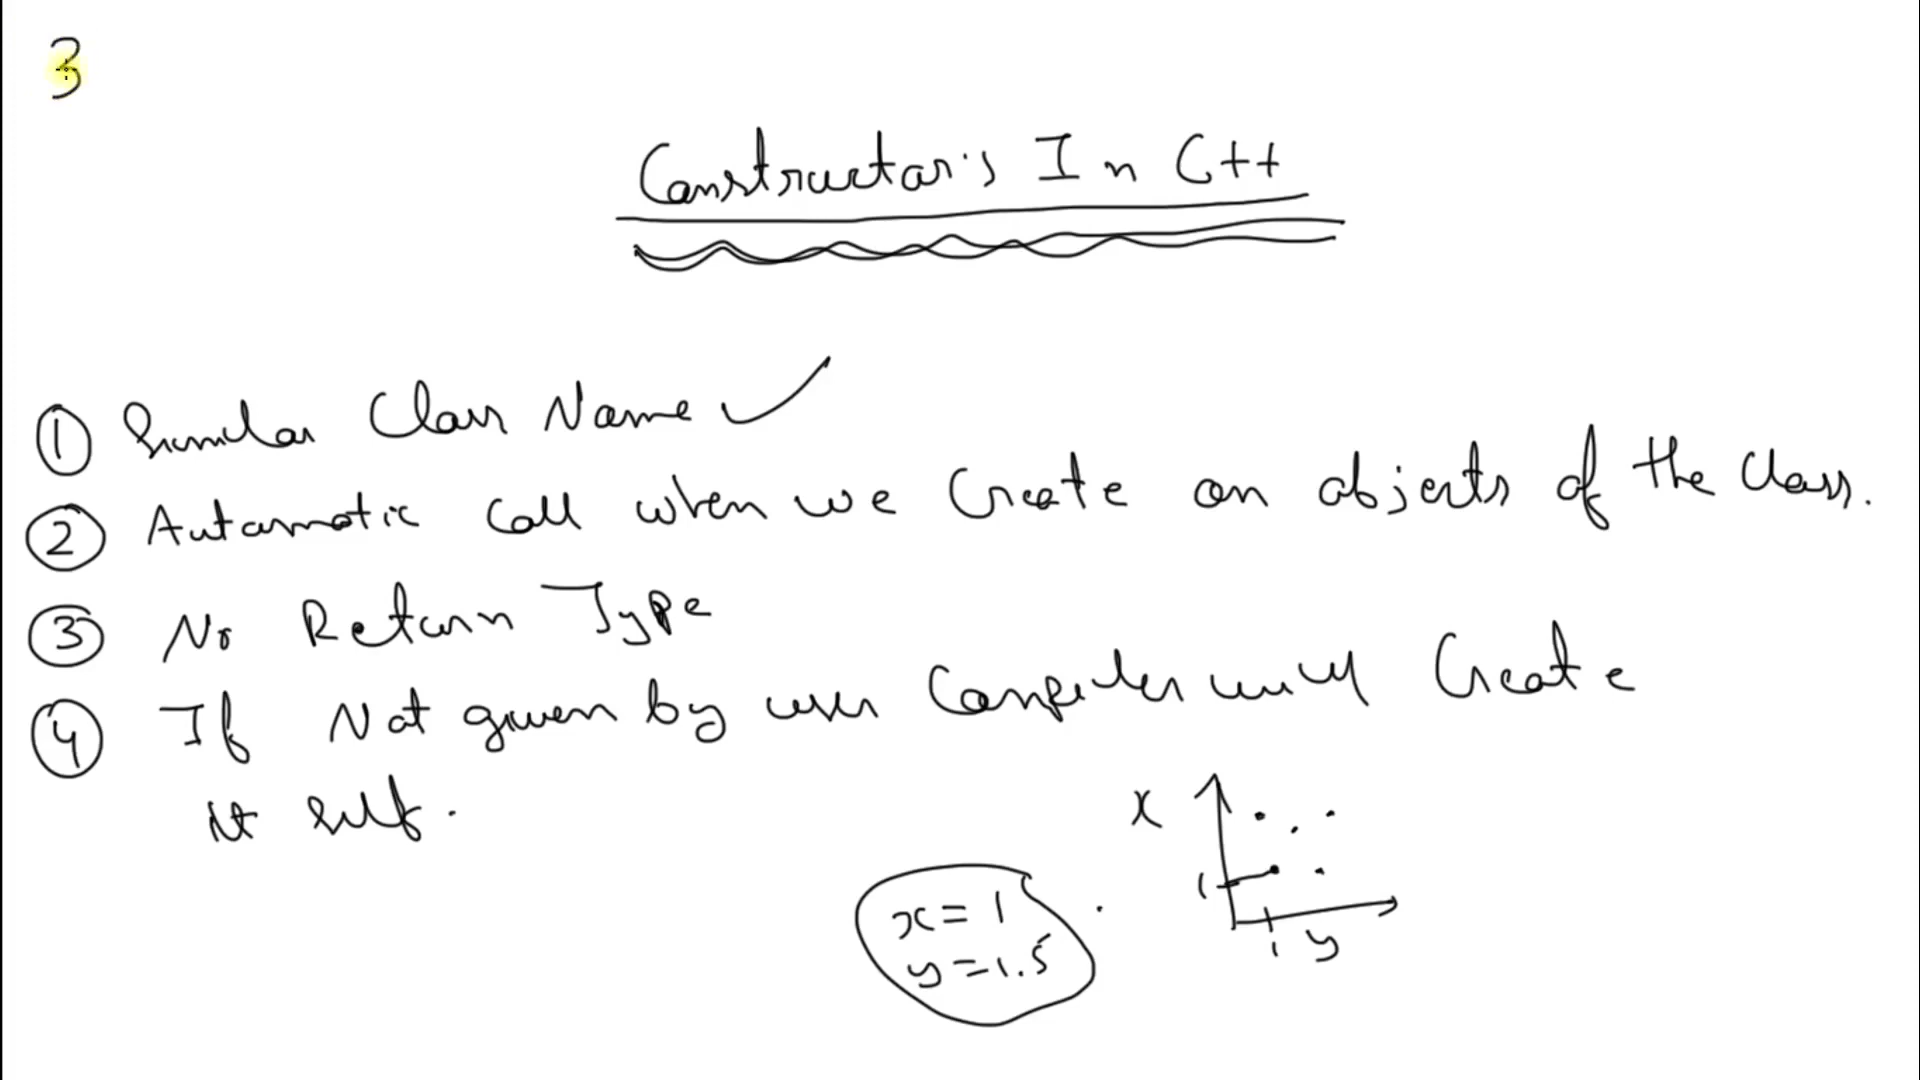 3
Constructor's In C++
① Similar Class Name ✓
② Automatic Call when we Create an objects of the Class.
③ No Return Type
④ If Not given by user Compiler will Create
it self.
x
1
x = 1
y = 1.5
1 y